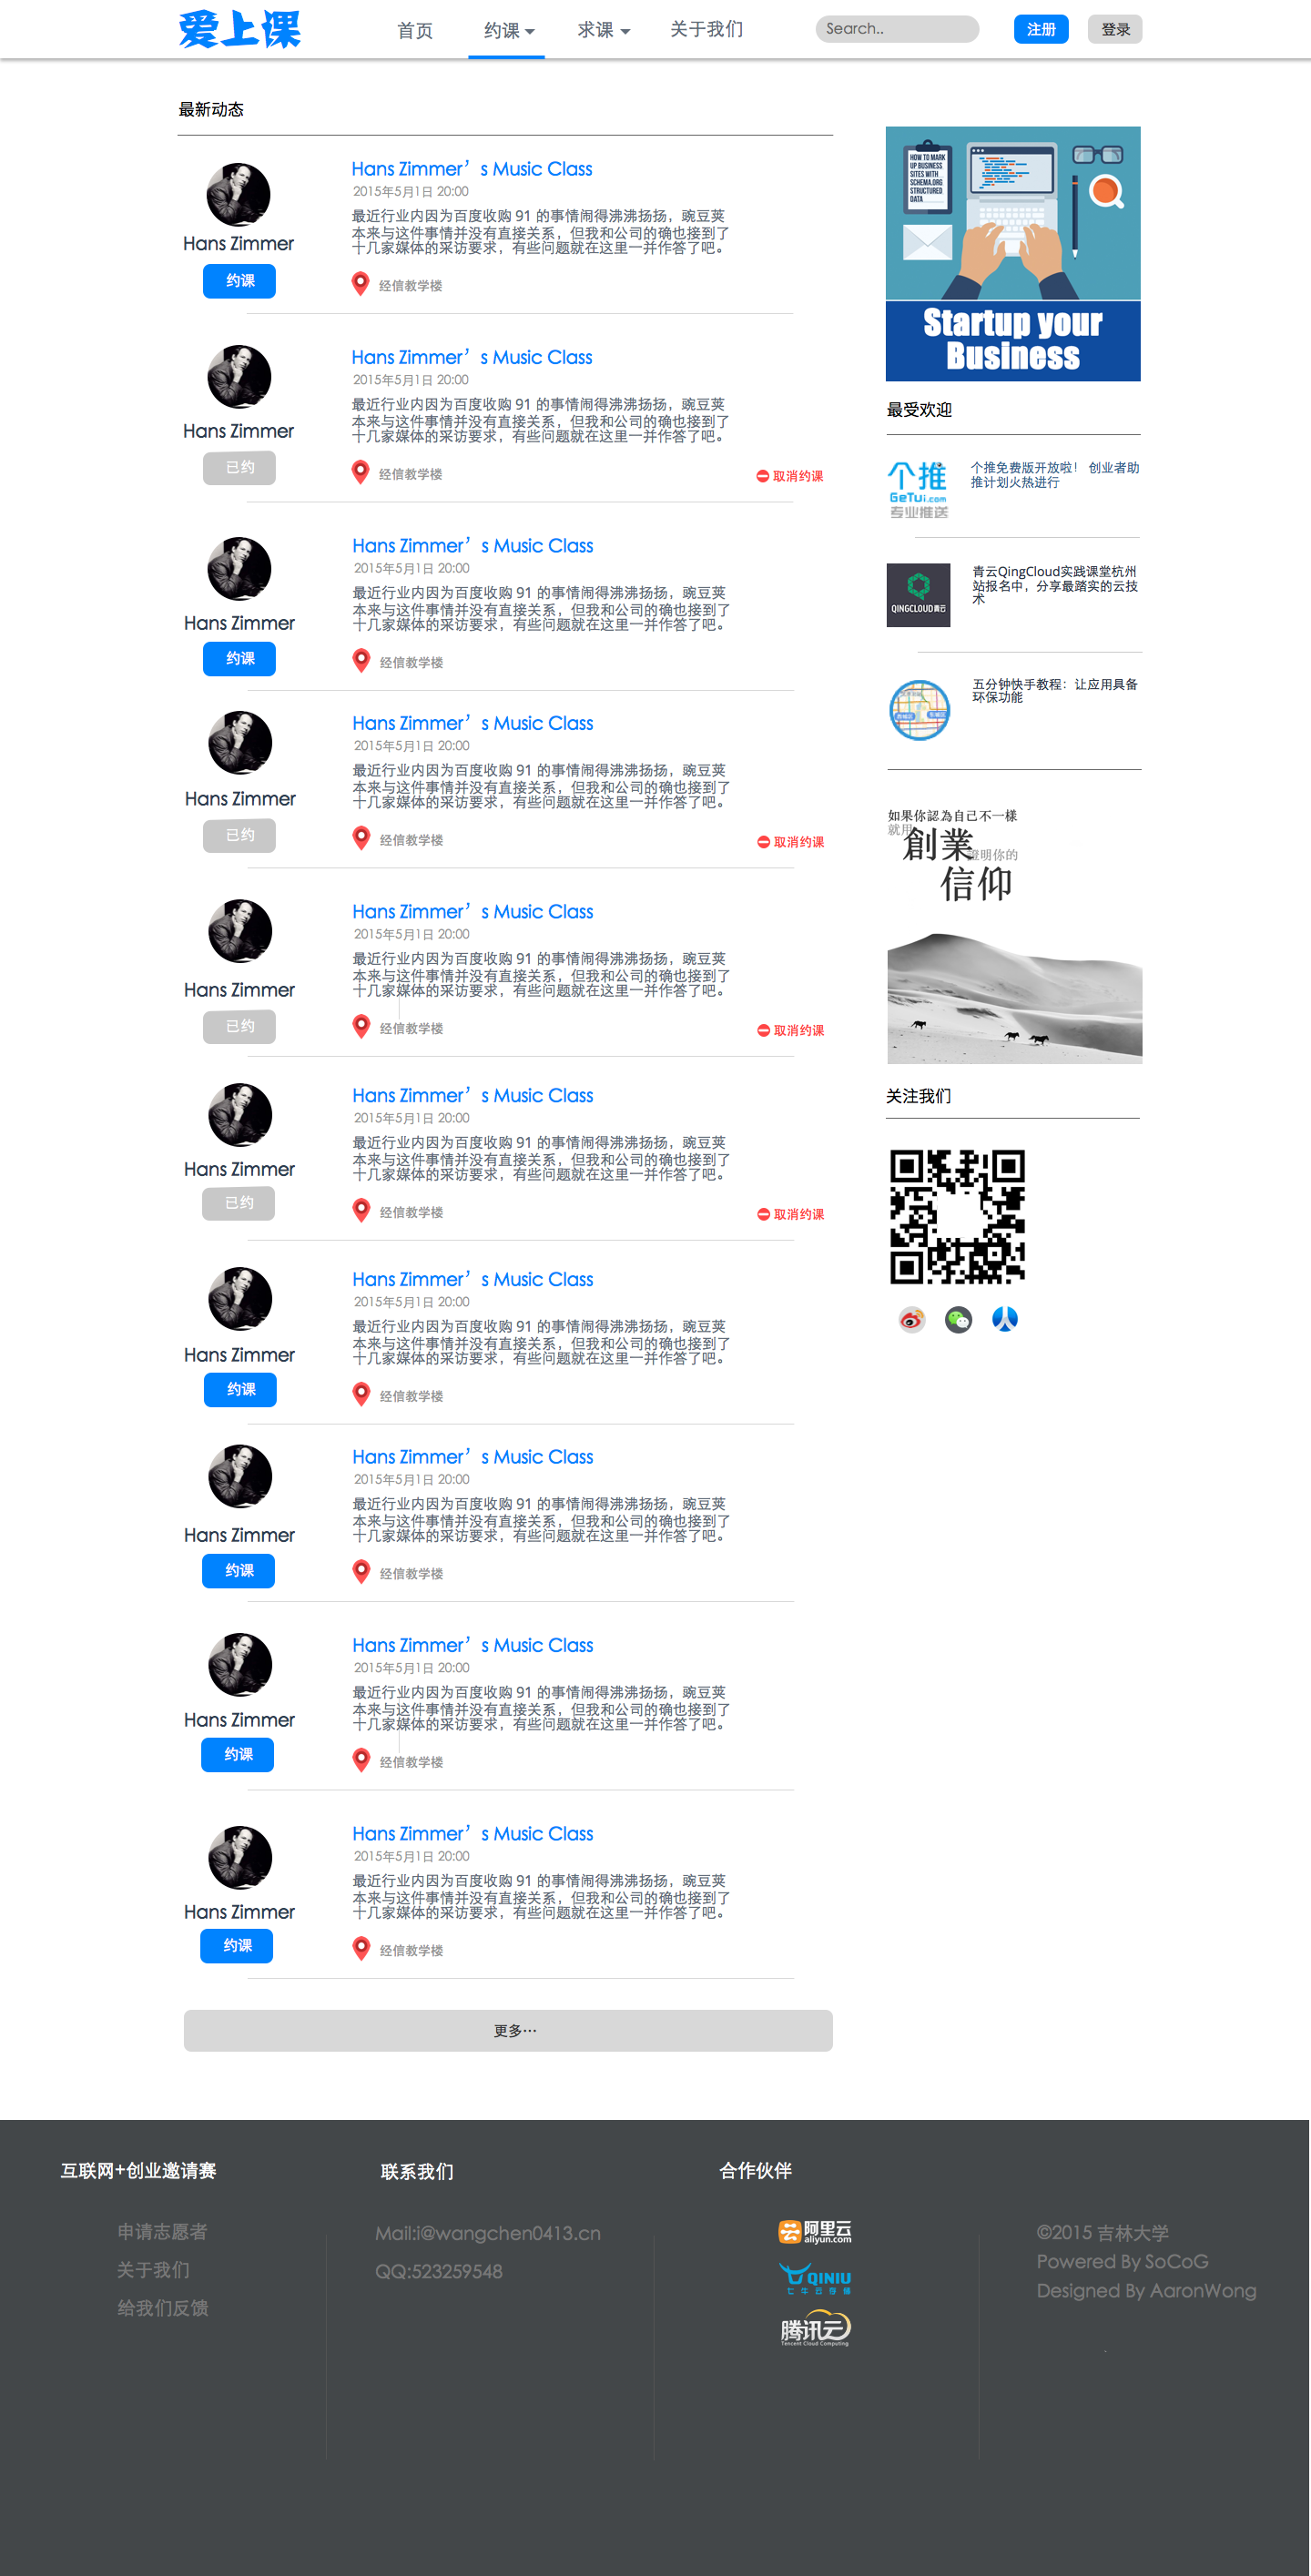 爱上课
首页
约课
求课
关于我们
Search..
注册
登录
最新动态
Hans Zimmer
约课
Hans Zimmer’s Music Class
2015年5月1日 20:00
最近行业内因为百度收购 91 的事情闹得沸沸扬扬，豌豆荚
本来与这件事情并没有直接关系，但我和公司的确也接到了
十几家媒体的采访要求，有些问题就在这里一并作答了吧。
经信教学楼
Hans Zimmer
已约
Hans Zimmer’s Music Class
2015年5月1日 20:00
最近行业内因为百度收购 91 的事情闹得沸沸扬扬，豌豆荚
本来与这件事情并没有直接关系，但我和公司的确也接到了
十几家媒体的采访要求，有些问题就在这里一并作答了吧。
经信教学楼
取消约课
Hans Zimmer
约课
Hans Zimmer’s Music Class
2015年5月1日 20:00
最近行业内因为百度收购 91 的事情闹得沸沸扬扬，豌豆荚
本来与这件事情并没有直接关系，但我和公司的确也接到了
十几家媒体的采访要求，有些问题就在这里一并作答了吧。
经信教学楼
Hans Zimmer
已约
Hans Zimmer’s Music Class
2015年5月1日 20:00
最近行业内因为百度收购 91 的事情闹得沸沸扬扬，豌豆荚
本来与这件事情并没有直接关系，但我和公司的确也接到了
十几家媒体的采访要求，有些问题就在这里一并作答了吧。
经信教学楼
取消约课
Hans Zimmer
已约
Hans Zimmer’s Music Class
2015年5月1日 20:00
最近行业内因为百度收购 91 的事情闹得沸沸扬扬，豌豆荚
本来与这件事情并没有直接关系，但我和公司的确也接到了
十几家媒体的采访要求，有些问题就在这里一并作答了吧。
经信教学楼
取消约课
Hans Zimmer
已约
Hans Zimmer’s Music Class
2015年5月1日 20:00
最近行业内因为百度收购 91 的事情闹得沸沸扬扬，豌豆荚
本来与这件事情并没有直接关系，但我和公司的确也接到了
十几家媒体的采访要求，有些问题就在这里一并作答了吧。
经信教学楼
取消约课
Hans Zimmer
约课
Hans Zimmer’s Music Class
2015年5月1日 20:00
最近行业内因为百度收购 91 的事情闹得沸沸扬扬，豌豆荚
本来与这件事情并没有直接关系，但我和公司的确也接到了
十几家媒体的采访要求，有些问题就在这里一并作答了吧。
经信教学楼
Hans Zimmer
约课
Hans Zimmer’s Music Class
2015年5月1日 20:00
最近行业内因为百度收购 91 的事情闹得沸沸扬扬，豌豆荚
本来与这件事情并没有直接关系，但我和公司的确也接到了
十几家媒体的采访要求，有些问题就在这里一并作答了吧。
经信教学楼
Hans Zimmer
约课
Hans Zimmer’s Music Class
2015年5月1日 20:00
最近行业内因为百度收购 91 的事情闹得沸沸扬扬，豌豆荚
本来与这件事情并没有直接关系，但我和公司的确也接到了
十几家媒体的采访要求，有些问题就在这里一并作答了吧。
经信教学楼
Hans Zimmer
约课
Hans Zimmer’s Music Class
2015年5月1日 20:00
最近行业内因为百度收购 91 的事情闹得沸沸扬扬，豌豆荚
本来与这件事情并没有直接关系，但我和公司的确也接到了
十几家媒体的采访要求，有些问题就在这里一并作答了吧。
经信教学楼
更多…
HOW TO MARK
UP BUSINESS
SITES WITH
SCHEMA.ORG
STRUCTURED
DATA
Startup your
Business
最受欢迎
个推
GeTui.com
专业推送
个推免费版开放啦！ 创业者助
推计划火热进行
QINGCLOUD青云
青云QingCloud实践课堂杭州
站报名中，分享最踏实的云技
术
五分钟快手教程：让应用具备
环保功能
如果你認為自己不一樣
就用
創業
證明你的
信仰
关注我们
互联网+创业邀请赛
申请志愿者
关于我们
给我们反馈
联系我们
Mail:i@wangchen0413.cn
QQ:523259548
合作伙伴
阿里云
aliyun.com
QINIU
七牛云存储
腾讯云
Tencent Cloud Computing
©2015 吉林大学
Powered By SoCoG
Designed By AaronWong